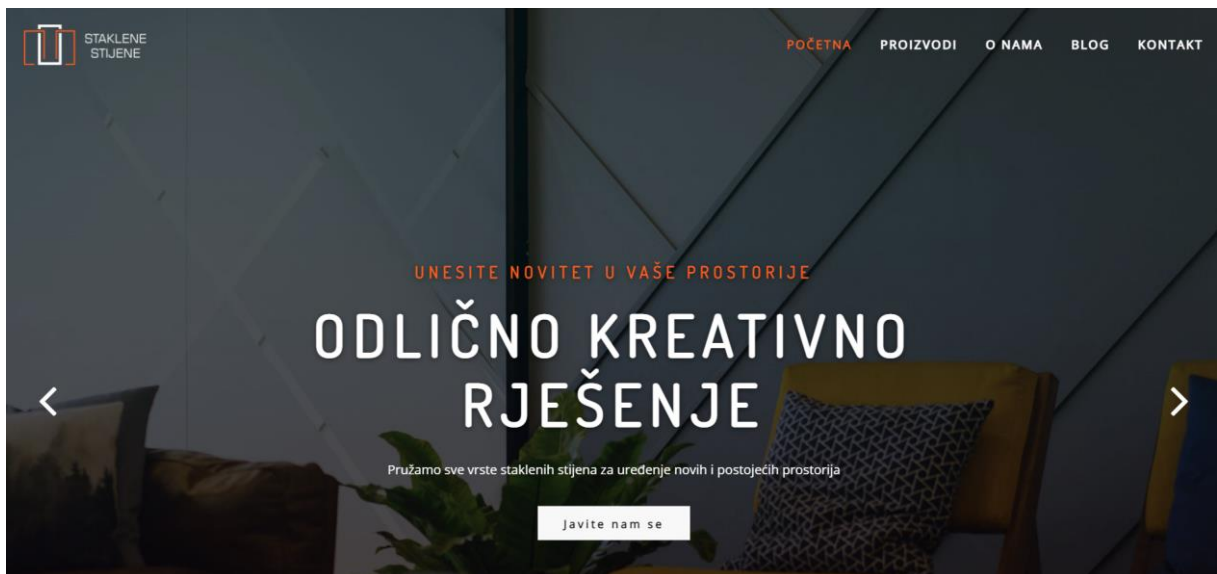 STAKLENE
STIJENE
POČETNA PROIZVODI O NAMA BLOG KONTAKT
UNESITE NOVITET U VAŠE PROSTORIJE
ODLIČNO KREATIVNO
RJEŠENJE
Pružamo sve vrste staklenih stijena za uređenje novih i postojećih prostorija
Javite nam se